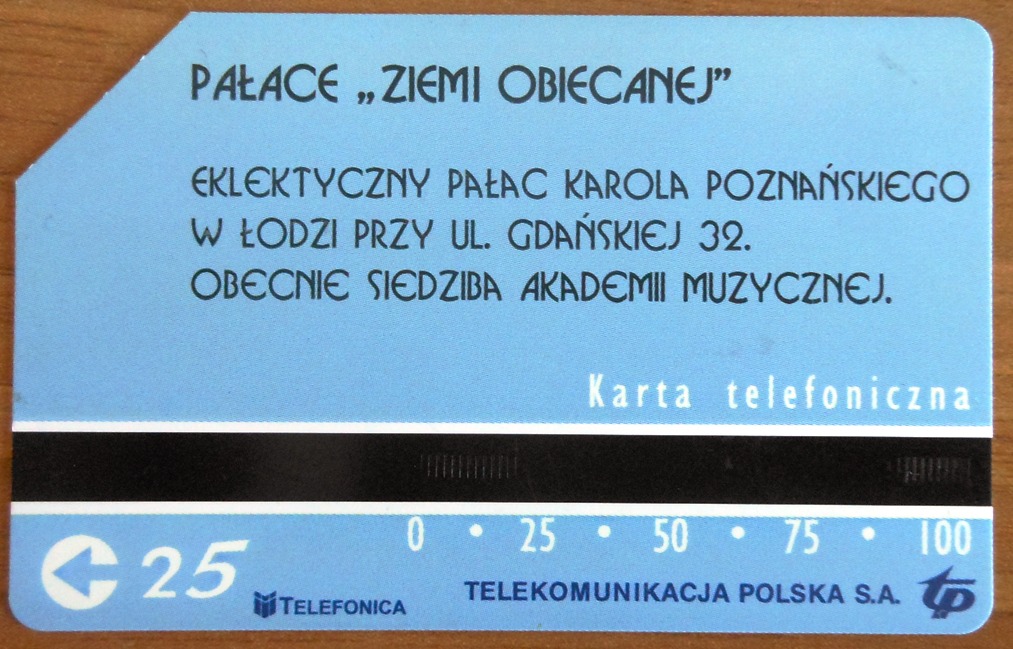 PAŁACE „ZIEMI OBIECANEJ”
EKLEKTYCZNY PAŁAC KAROLA POZNAŃSKIEGO
W ŁODZI PRZY UL. GDAŃSKIEJ 32.
OBECNIE SIEDZIBA AKADEMII MUZYCZNEJ.
Karta telefoniczna
0 • 25 • 50 • 75 • 100
25
TELEFONICA
TELEKOMUNIKACJA POLSKA S.A. tp